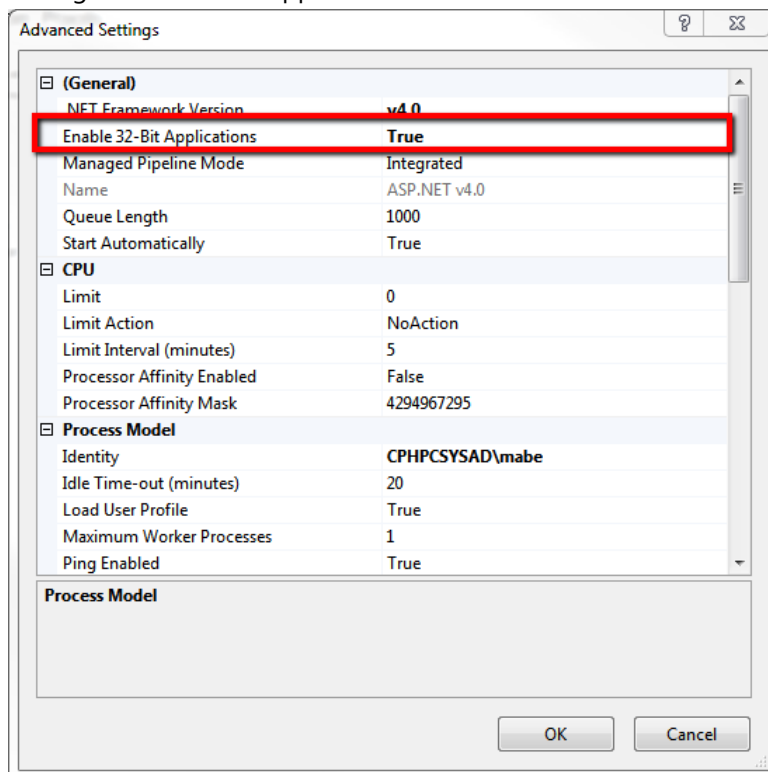 Advanced Settings
(General)
.NET Framework Version v4.0
Enable 32-Bit Applications True
Managed Pipeline Mode Integrated
Name ASP.NET v4.0
Queue Length 1000
Start Automatically True
CPU
Limit 0
Limit Action NoAction
Limit Interval (minutes) 5
Processor Affinity Enabled False
Processor Affinity Mask 4294967295
Process Model
Identity CPHPCSYSAD\mabe
Idle Time-out (minutes) 20
Load User Profile True
Maximum Worker Processes 1
Ping Enabled True
Process Model
OK Cancel